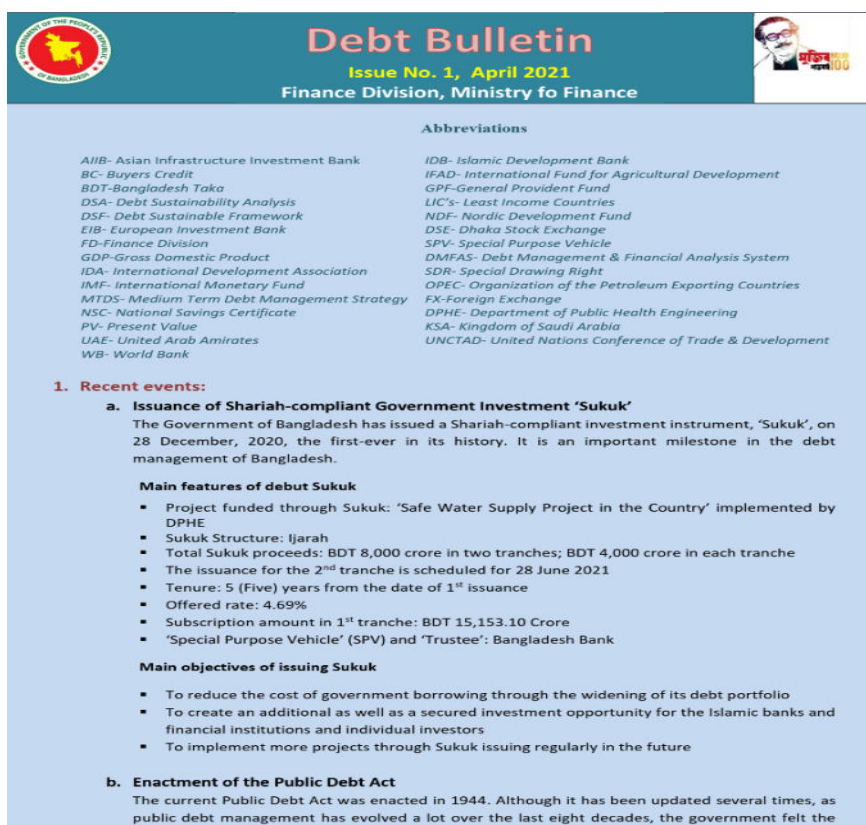 GOVERNMENT OF THE PEOPLE'S REPUBLIC
OF BANGLADESH
Debt Bulletin
Issue No. 1, April 2021
Finance Division, Ministry fo Finance
মুজিব
100
Abbreviations
AIIB- Asian Infrastructure Investment Bank
BC- Buyers Credit
BDT-Bangladesh Taka
DSA- Debt Sustainability Analysis
DSF- Debt Sustainable Framework
EIB- European Investment Bank
FD-Finance Division
GDP-Gross Domestic Product
IDA- International Development Association
IMF- International Monetary Fund
MTDS- Medium Term Debt Management Strategy
NSC- National Savings Certificate
PV- Present Value
UAE- United Arab Amirates
WB- World Bank
IDB- Islamic Development Bank
IFAD- International Fund for Agricultural Development
GPF-General Provident Fund
LIC's- Least Income Countries
NDF- Nordic Development Fund
DSE- Dhaka Stock Exchange
SPV- Special Purpose Vehicle
DMFAS- Debt Management & Financial Analysis System
SDR- Special Drawing Right
OPEC- Organization of the Petroleum Exporting Countries
FX-Foreign Exchange
DPHE- Department of Public Health Engineering
KSA- Kingdom of Saudi Arabia
UNCTAD- United Nations Conference of Trade & Development
1. Recent events:
a. Issuance of Shariah-compliant Government Investment 'Sukuk'
The Government of Bangladesh has issued a Shariah-compliant investment instrument, 'Sukuk', on
28 December, 2020, the first-ever in its history. It is an important milestone in the debt
management of Bangladesh.
Main features of debut Sukuk
▪ Project funded through Sukuk: 'Safe Water Supply Project in the Country' implemented by
DPHE
▪ Sukuk Structure: Ijarah
▪ Total Sukuk proceeds: BDT 8,000 crore in two tranches; BDT 4,000 crore in each tranche
▪ The issuance for the 2nd tranche is scheduled for 28 June 2021
▪ Tenure: 5 (Five) years from the date of 1st issuance
▪ Offered rate: 4.69%
▪ Subscription amount in 1st tranche: BDT 15,153.10 Crore
▪ 'Special Purpose Vehicle' (SPV) and 'Trustee': Bangladesh Bank
Main objectives of issuing Sukuk
▪ To reduce the cost of government borrowing through the widening of its debt portfolio
▪ To create an additional as well as a secured investment opportunity for the Islamic banks and
financial institutions and individual investors
▪ To implement more projects through Sukuk issuing regularly in the future
b. Enactment of the Public Debt Act
The current Public Debt Act was enacted in 1944. Although it has been updated several times, as
public debt management has evolved a lot over the last eight decades, the government felt the